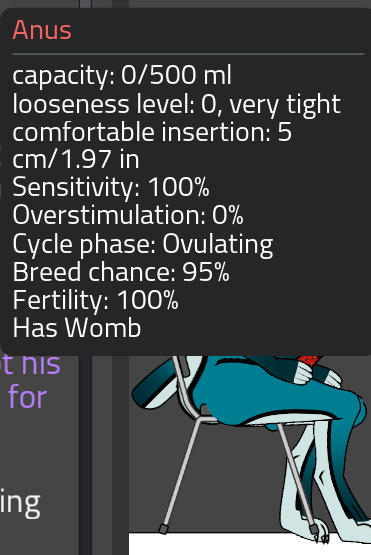 Anus
capacity: 0/500 ml
looseness level: 0, very tight
comfortable insertion: 5
cm/1.97 in
Sensitivity: 100%
Overstimulation: 0%
Cycle phase: Ovulating
Breed chance: 95%
Fertility: 100%
Has Womb
his
for
ing